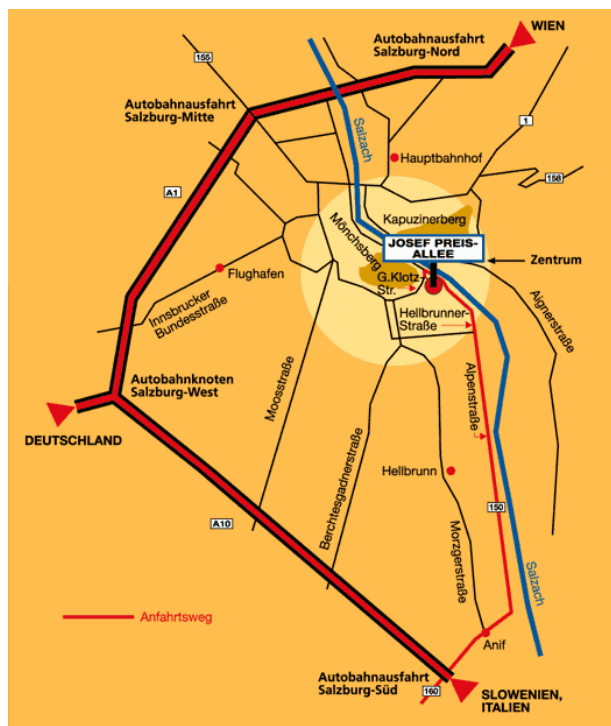 WIEN
Autobahnausfahrt
Salzburg-Nord
155
Autobahnausfahrt
Salzburg-Mitte
Salzach
1
Hauptbahnhof
158
A1
Kapuzinerberg
Mönchsberg
JOSEF PREIS-
ALLEE
Zentrum
Flughafen
G.Klotz-
Str.
Innsbrucker
Bundesstraße
Hellbrunner-
Straße
Aignerstraße
Moosstraße
Alpenstraße
Autobahnknoten
Salzburg-West
DEUTSCHLAND
Berchtesgadnerstraße
Hellbrunn
150
A10
Morzgerstraße
Salzach
Anfahrtsweg
Anif
Autobahnausfahrt
Salzburg-Süd
160
SLOWENIEN,
ITALIEN